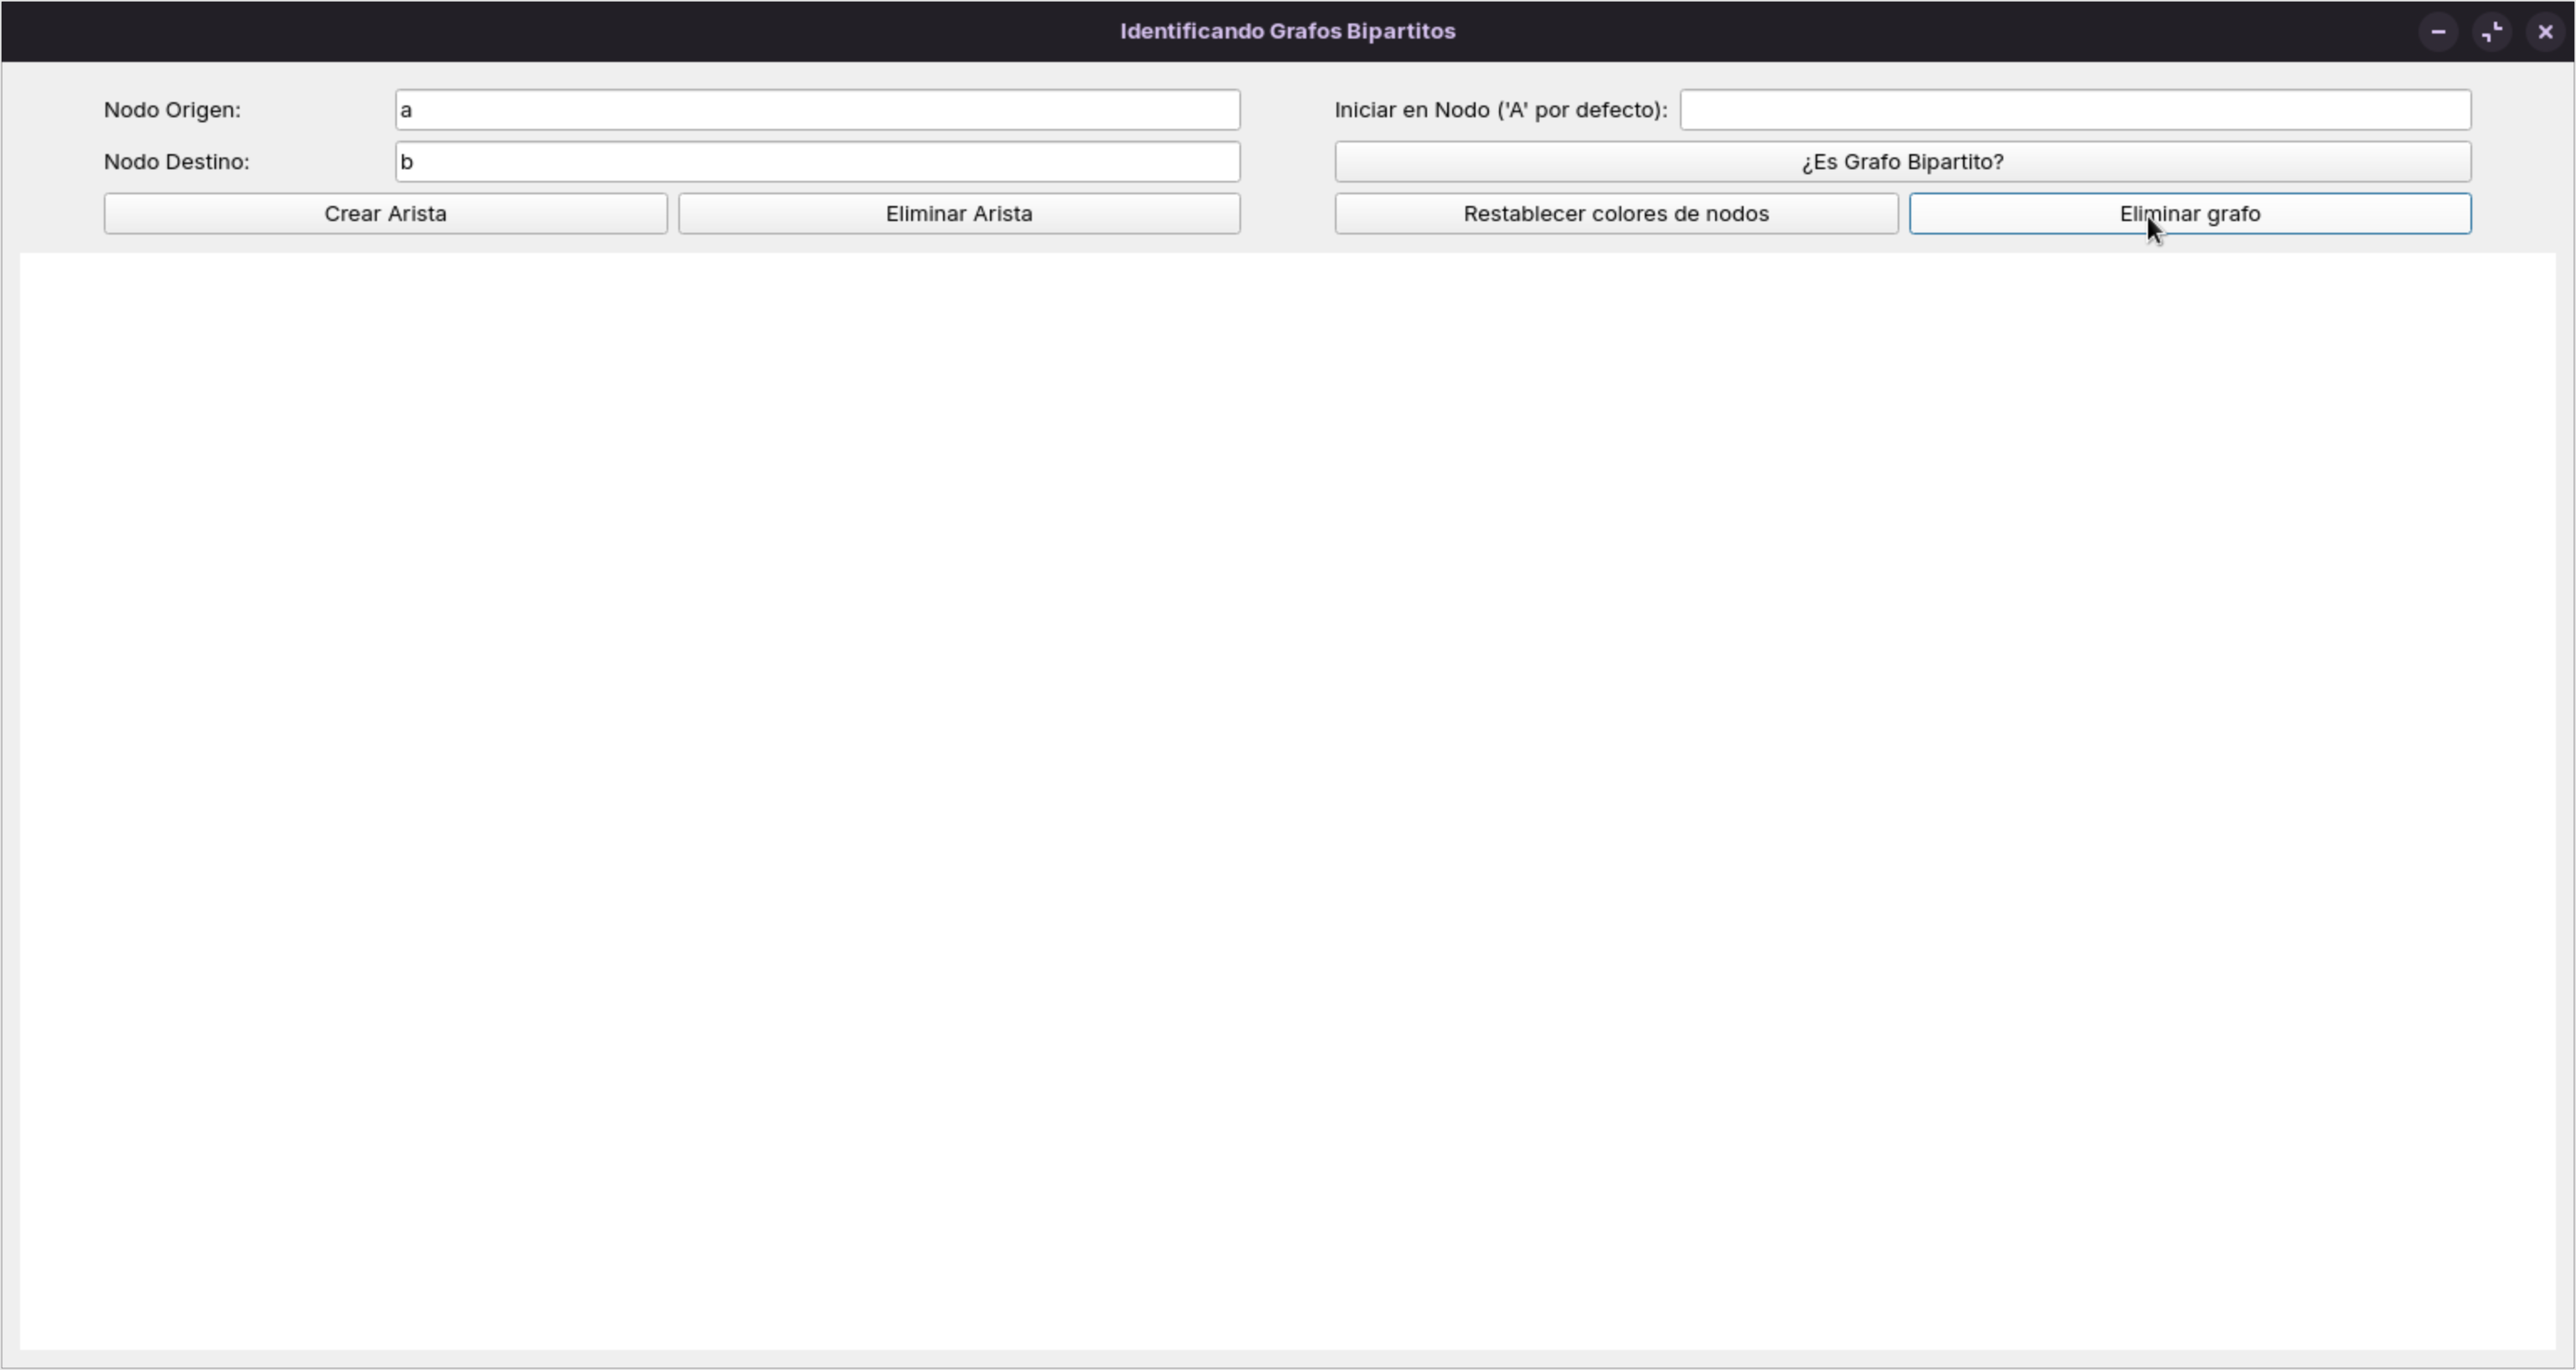 Identificando Grafos Bipartitos
Nodo Origen: a
Iniciar en Nodo ('A' por defecto):
Nodo Destino: b
¿Es Grafo Bipartito?
Crear Arista
Eliminar Arista
Restablecer colores de nodos
Eliminar grafo